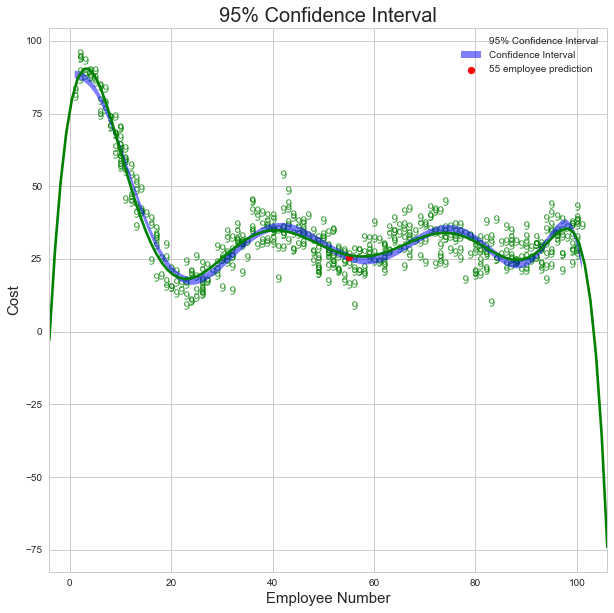 95% Confidence Interval
95% Confidence Interval
Confidence Interval
55 employee prediction
Cost
100
75
50
25
0
−25
−50
−75
0 20 40 60 80 100
Employee Number